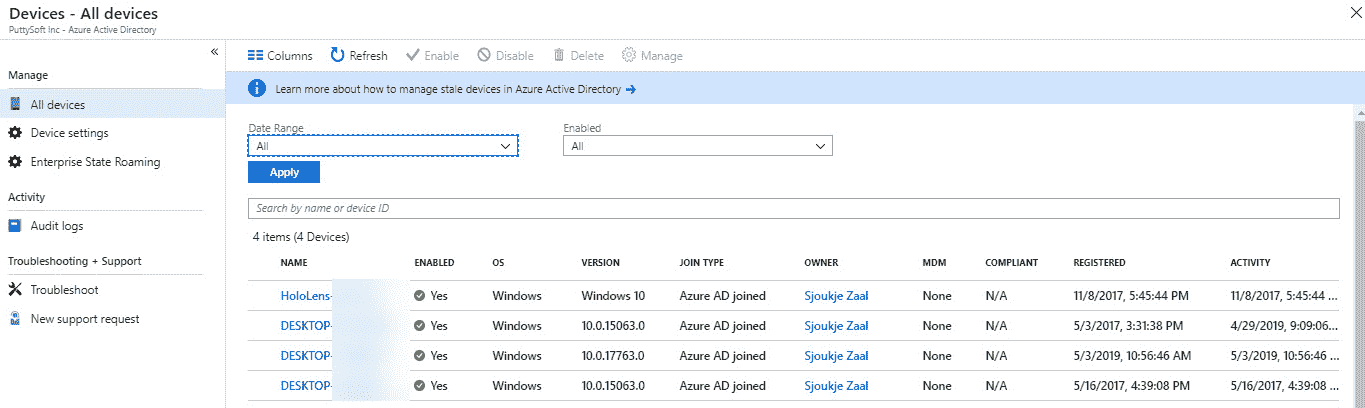 Devices - All devices
PuttySoft Inc - Azure Active Directory
Manage
All devices
Device settings
Enterprise State Roaming
Activity
Audit logs
Troubleshooting + Support
Troubleshoot
New support request
Columns Refresh Enable Disable Delete Manage
Learn more about how to manage stale devices in Azure Active Directory
Date Range Enabled
All All
Apply
Search by name or device ID
4 items (4 Devices)
NAME ENABLED OS VERSION JOIN TYPE OWNER MDM COMPLIANT REGISTERED ACTIVITY
HoloLens- Yes Windows Windows 10 Azure AD joined Sjoukje Zaal None N/A 11/8/2017, 5:45:44 PM 11/8/2017, 5:45:44 ...
DESKTOP- Yes Windows 10.0.15063.0 Azure AD joined Sjoukje Zaal None N/A 5/3/2017, 3:31:38 PM 4/29/2019, 9:09:06...
DESKTOP- Yes Windows 10.0.17763.0 Azure AD joined Sjoukje Zaal None N/A 5/3/2019, 10:56:46 AM 5/3/2019, 10:56:46 ...
DESKTOP- Yes Windows 10.0.15063.0 Azure AD joined Sjoukje Zaal None N/A 5/16/2017, 4:39:08 PM 5/16/2017, 4:39:08 ...